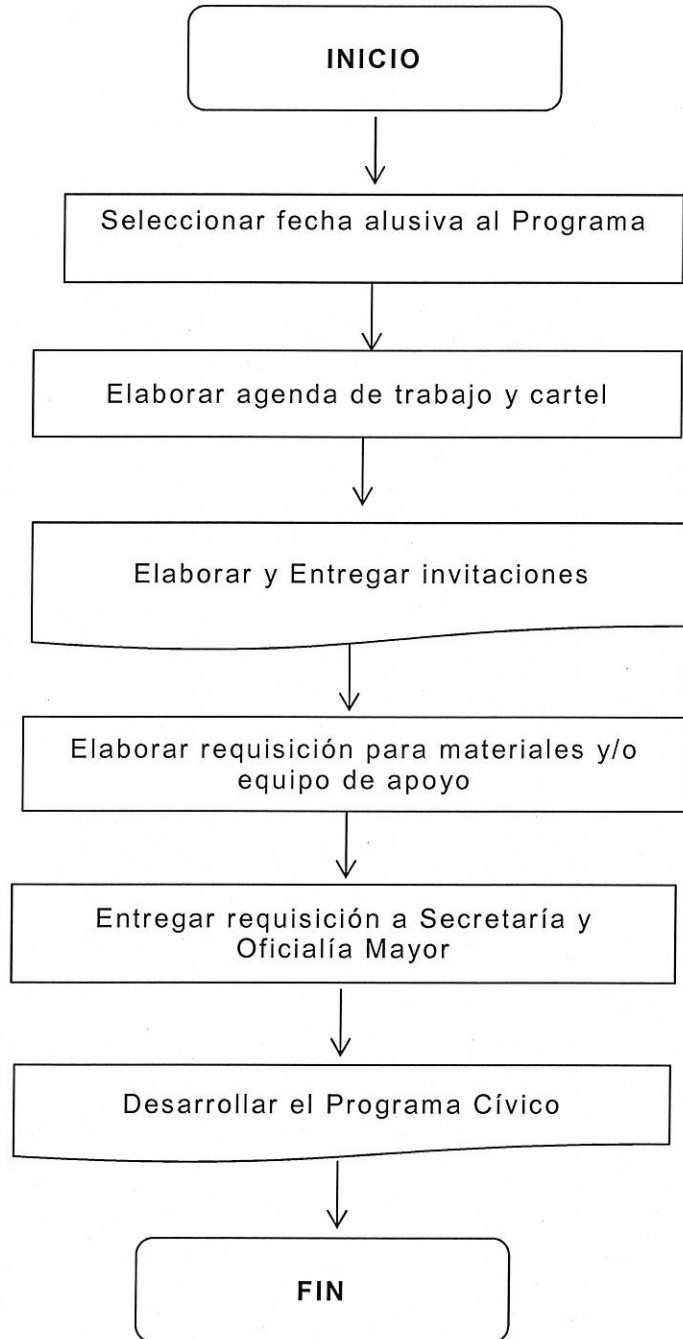 INICIO
Seleccionar fecha alusiva al Programa
Elaborar agenda de trabajo y cartel
Elaborar y Entregar invitaciones
Elaborar requisición para materiales y/o
equipo de apoyo
Entregar requisición a Secretaría y
Oficialía Mayor
Desarrollar el Programa Cívico
FIN